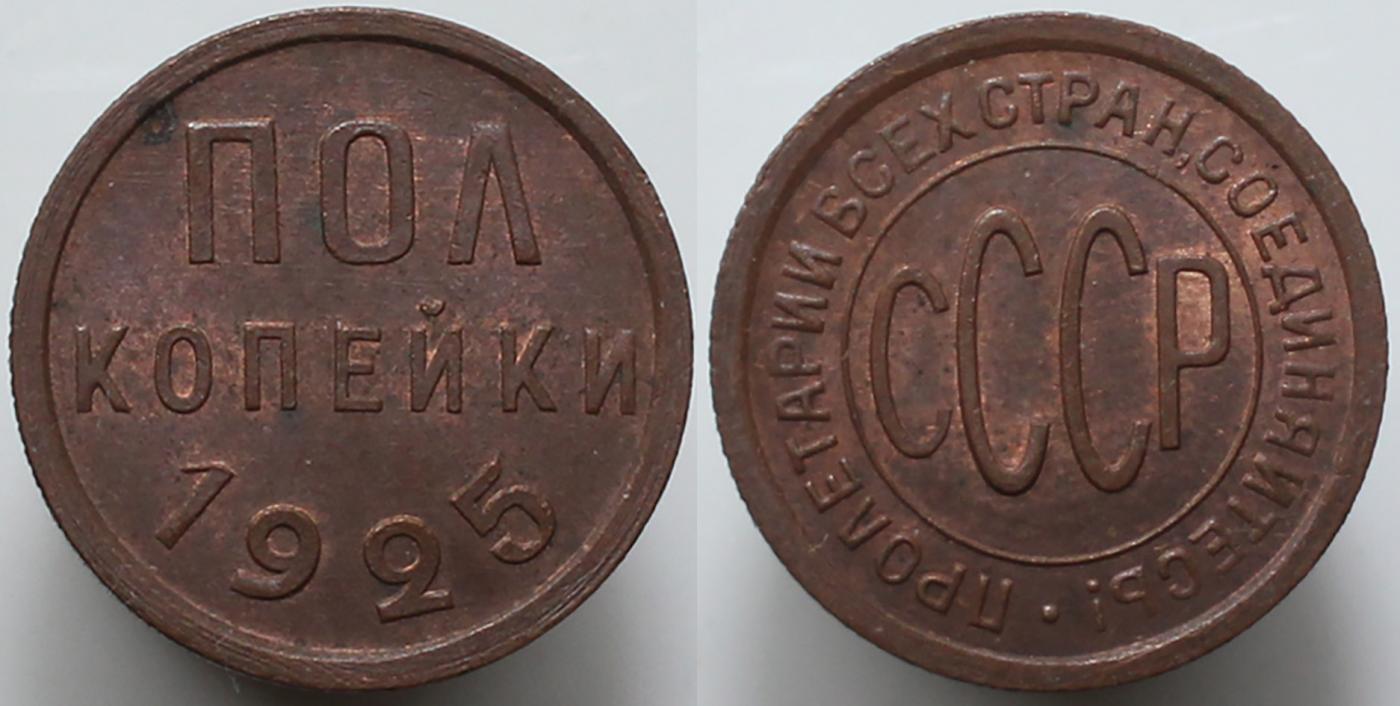 ПОЛ
КОПЕЙКИ
1925
ПРОЛЕТАРИИ ВСЕХ СТРАН, СОЕДИНЯЙТЕСЬ! •
СССР